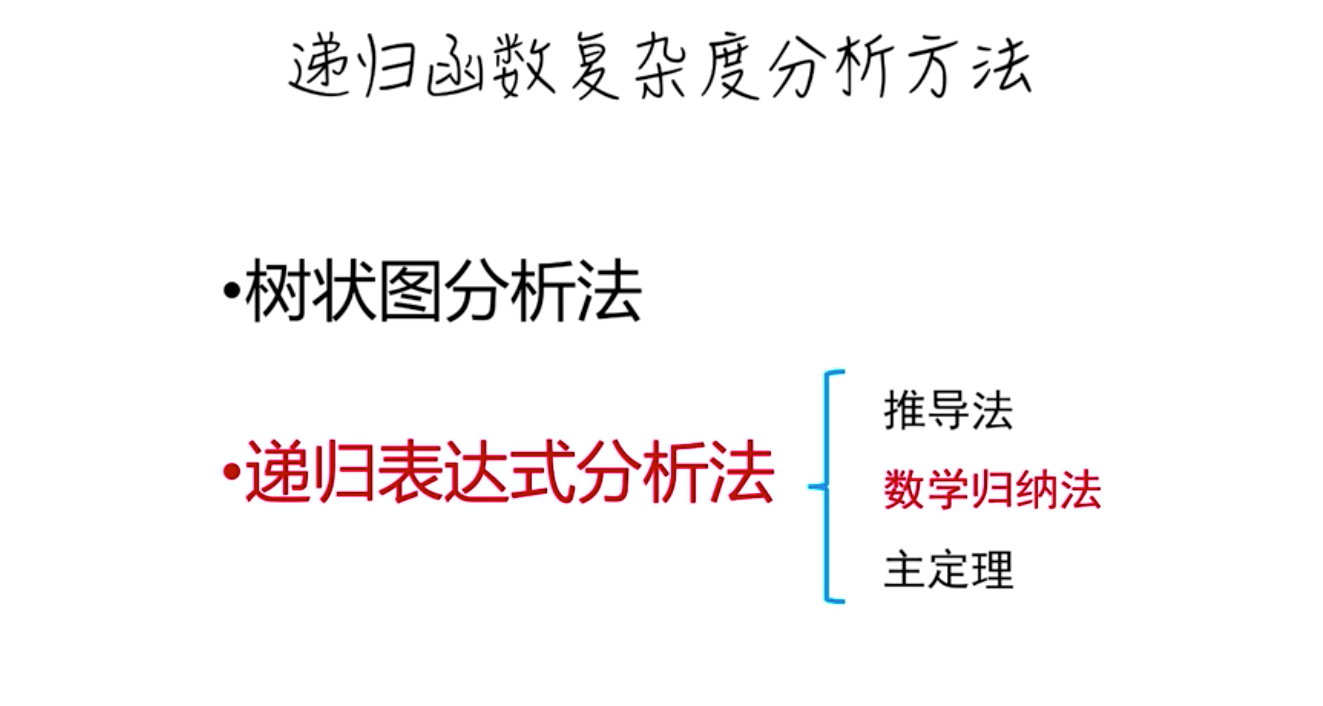 递归函数复杂度分析方法
•树状图分析法
•递归表达式分析法
推导法
数学归纳法
主定理